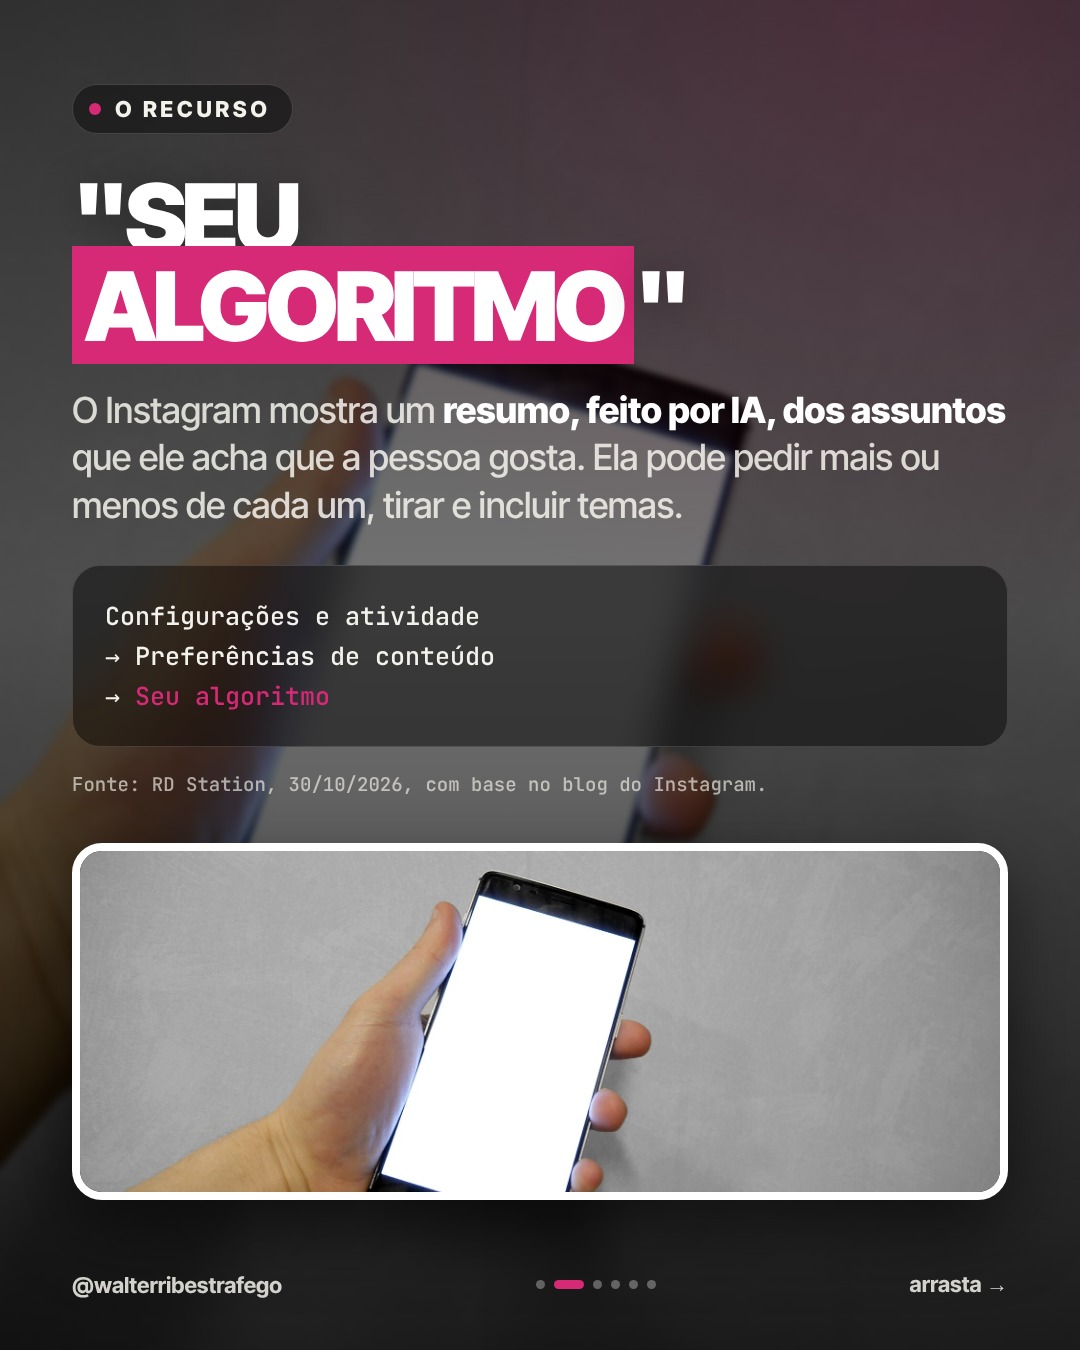 O RECURSO
"SEU
ALGORITMO"
O Instagram mostra um resumo, feito por IA, dos assuntos
que ele acha que a pessoa gosta. Ela pode pedir mais ou
menos de cada um, tirar e incluir temas.
Configurações e atividade
→ Preferências de conteúdo
→ Seu algoritmo
Fonte: RD Station, 30/10/2026, com base no blog do Instagram.
@walterribestrafego
arrasta →